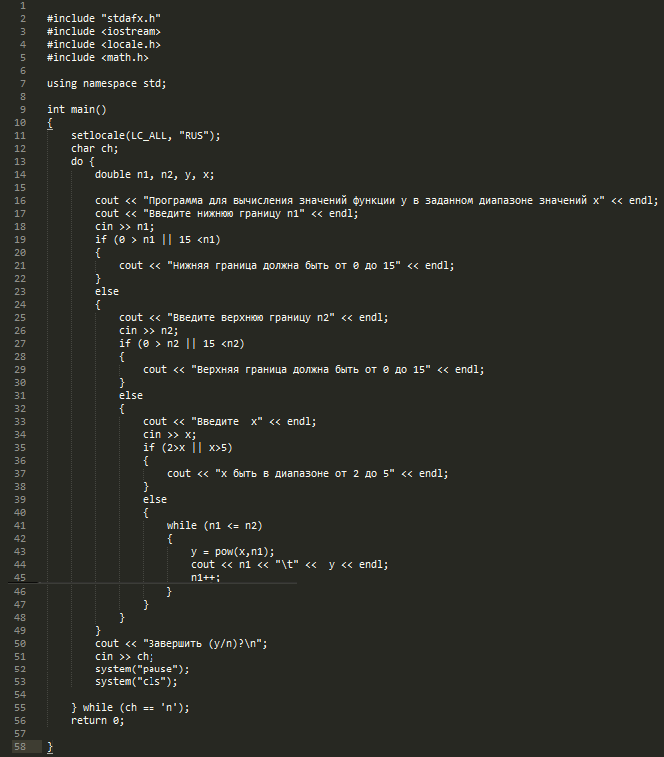 1
2 #include "stdafx.h"
3 #include <iostream>
4 #include <locale.h>
5 #include <math.h>
6
7 using namespace std;
8
9 int main()
10 {
11 setlocale(LC_ALL, "RUS");
12 char ch;
13 do {
14 double n1, n2, y, x;
15
16 cout << "Программа для вычисления значений функции y в заданном диапазоне значений x" << endl;
17 cout << "Введите нижнюю границу n1" << endl;
18 cin >> n1;
19 if (0 > n1 || 15 <n1)
20 {
21 cout << "Нижняя граница должна быть от 0 до 15" << endl;
22 }
23 else
24 {
25 cout << "Введите верхнюю границу n2" << endl;
26 cin >> n2;
27 if (0 > n2 || 15 <n2)
28 {
29 cout << "Верхняя граница должна быть от 0 до 15" << endl;
30 }
31 else
32 {
33 cout << "Введите  x" << endl;
34 cin >> x;
35 if (2>x || x>5)
36 {
37 cout << "x быть в диапазоне от 2 до 5" << endl;
38 }
39 else
40 {
41 while (n1 <= n2)
42 {
43 y = pow(x,n1);
44 cout << n1 << "\t" <<  y << endl;
45 n1++;
46 }
47 }
48 }
49 }
50 cout << "Завершить (y/n)?\n";
51 cin >> ch;
52 system("pause");
53 system("cls");
54
55 } while (ch == 'n');
56 return 0;
57
58 }